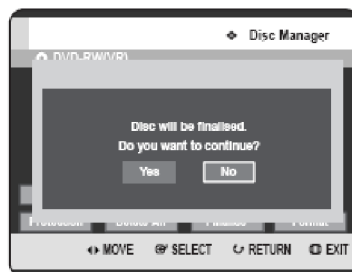 Disc Manager
DVD-RW(VR)
Disc will be finalised.
Do you want to continue?
Yes No
Protection Delete All Finalise Format
MOVE SELECT RETURN EXIT